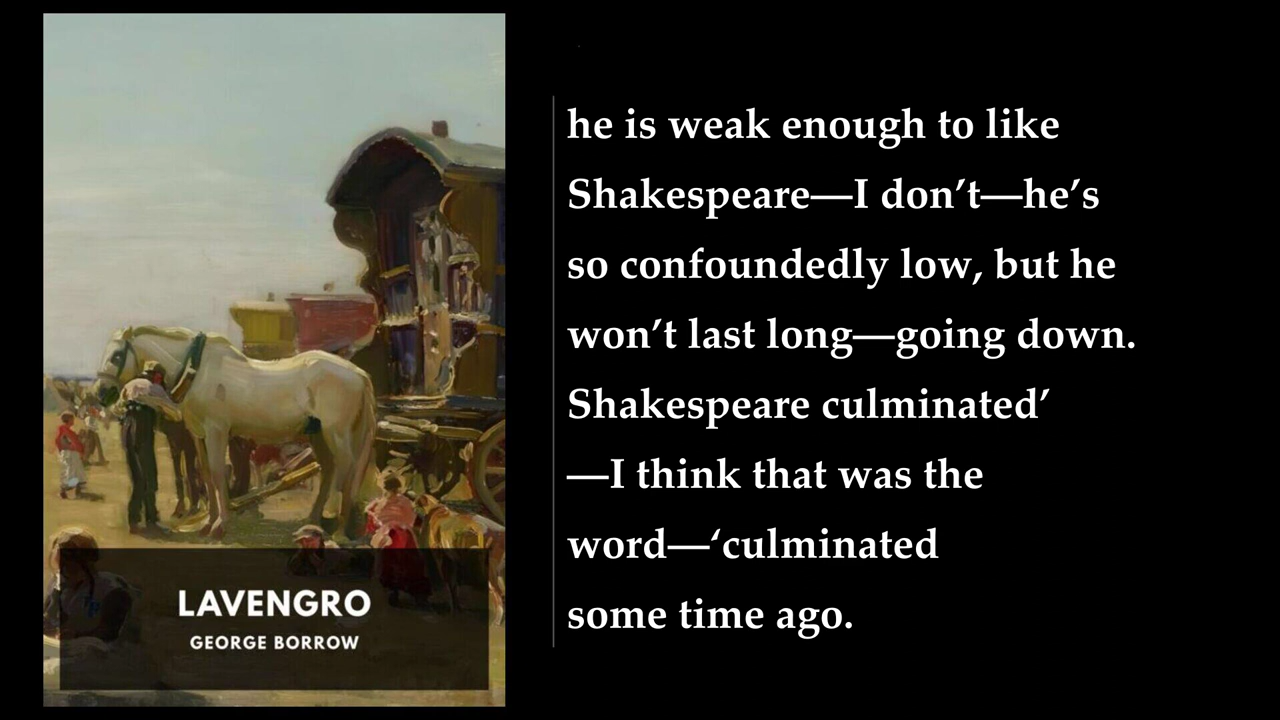 LAVENGRO
GEORGE BORROW
he is weak enough to like
Shakespeare—I don’t—he’s
so confoundedly low, but he
won’t last long—going down.
Shakespeare culminated’
—I think that was the
word—‘culminated
some time ago.